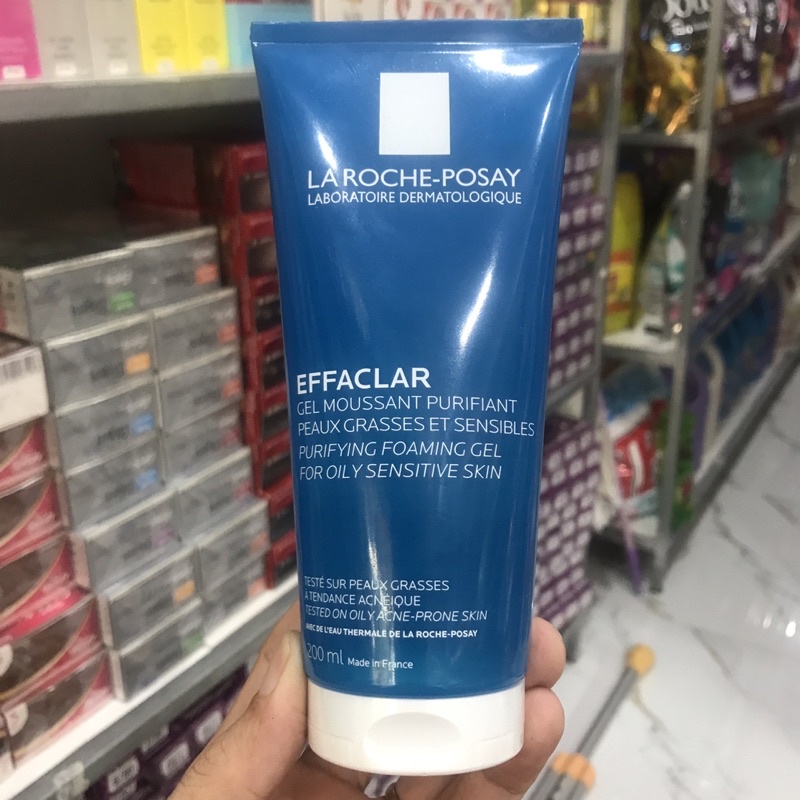 LA ROCHE-POSAY
LABORATOIRE DERMATOLOGIQUE
EFFACLAR
GEL MOUSSANT PURIFIANT
PEAUX GRASSES ET SENSIBLES
PURIFYING FOAMING GEL
FOR OILY SENSITIVE SKIN
TESTÉ SUR PEAUX GRASSES
À TENDANCE ACNÉIQUE
TESTED ON OILY ACNE-PRONE SKIN
AVEC DE L'EAU THERMALE DE LA ROCHE-POSAY
200 ml Made in France